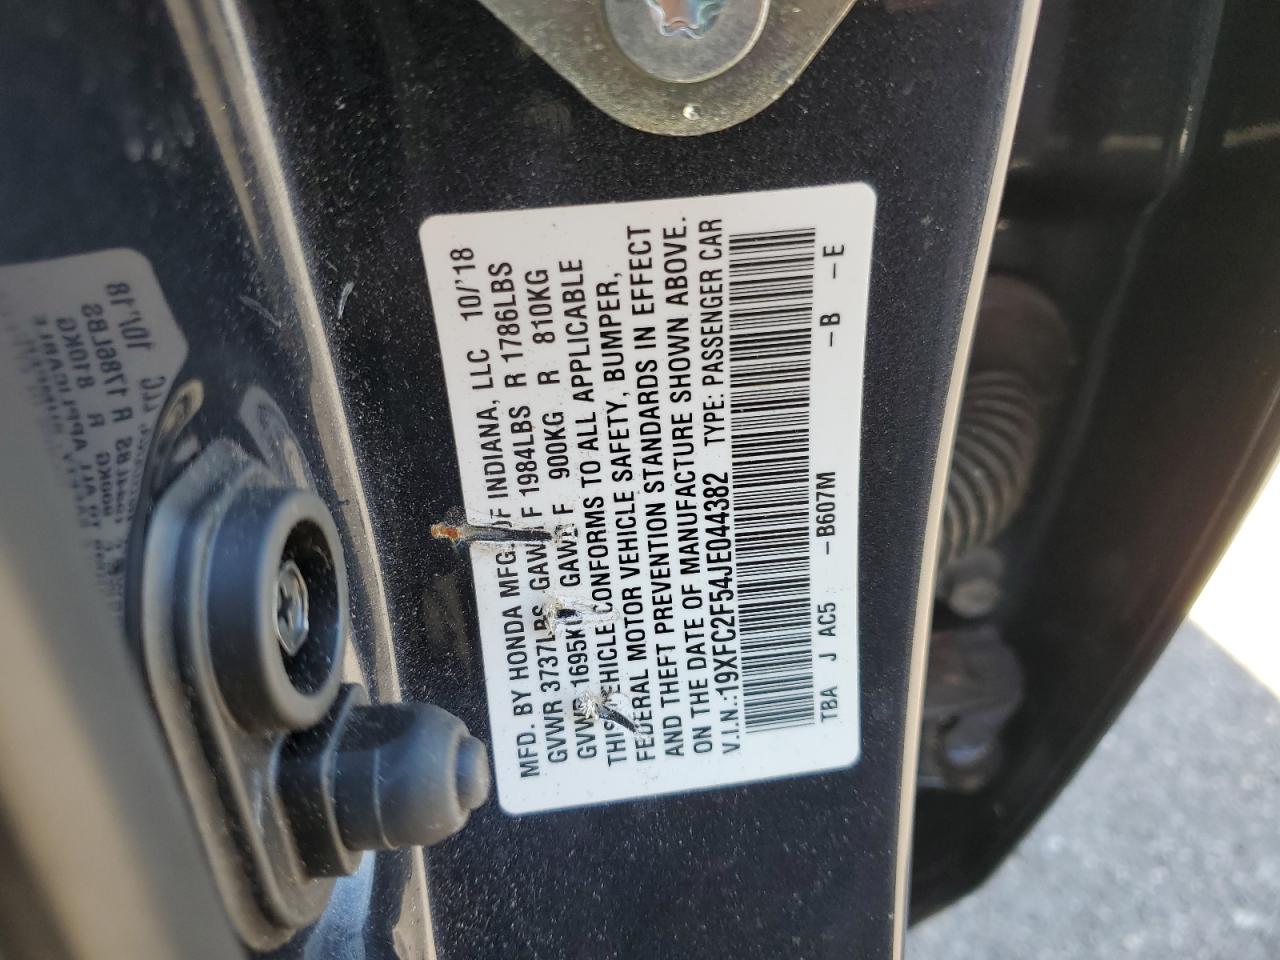 MFD. BY HONDA MFG. OF INDIANA, LLC 10/'18
GVWR 3737LBS GAWR F 1984LBS R 1786LBS
GVWR 1695KG GAWR F 900KG R 810KG
THIS VEHICLE CONFORMS TO ALL APPLICABLE
FEDERAL MOTOR VEHICLE SAFETY, BUMPER,
AND THEFT PREVENTION STANDARDS IN EFFECT
ON THE DATE OF MANUFACTURE SHOWN ABOVE.
V.I.N.:19XFC2F54JE044382 TYPE: PASSENGER CAR
TBA J AC5 -B607M -B -E